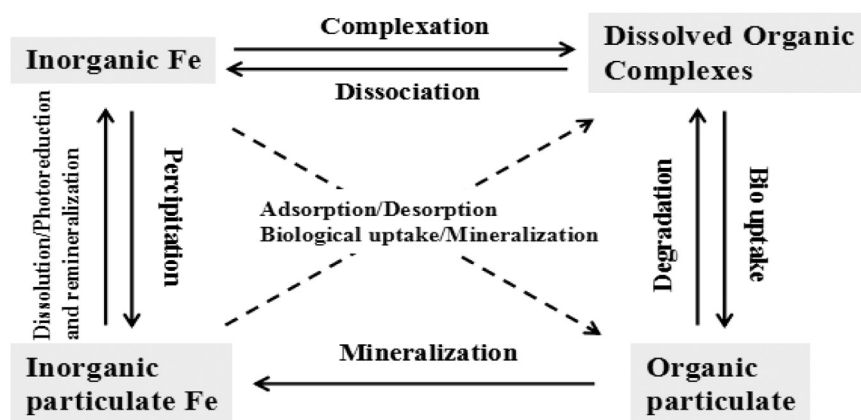 Complexation
Inorganic Fe
Dissolved Organic
Complexes
Dissociation
Dissolution/Photoreduction
and remineralization
Percipitation
Adsorption/Desorption
Biological uptake/Mineralization
Degradation
Bio uptake
Mineralization
Inorganic
particulate Fe
Organic
particulate